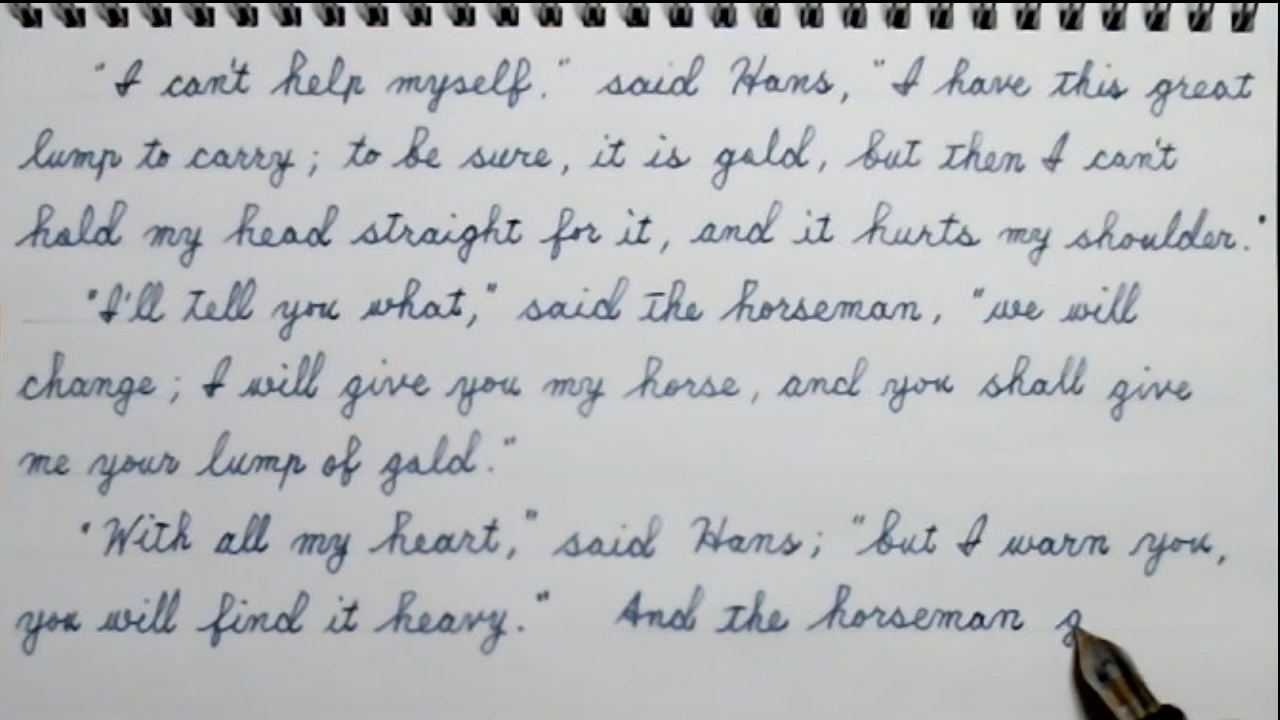 "I can't help myself." said Hans, "I have this great
lump to carry; to be sure, it is gold, but then I can't
hold my head straight for it, and it hurts my shoulder."
"I'll tell you what," said the horseman, "we will
change; I will give you my horse, and you shall give
me your lump of gold."
"With all my heart," said Hans; "but I warn you,
you will find it heavy." And the horseman g